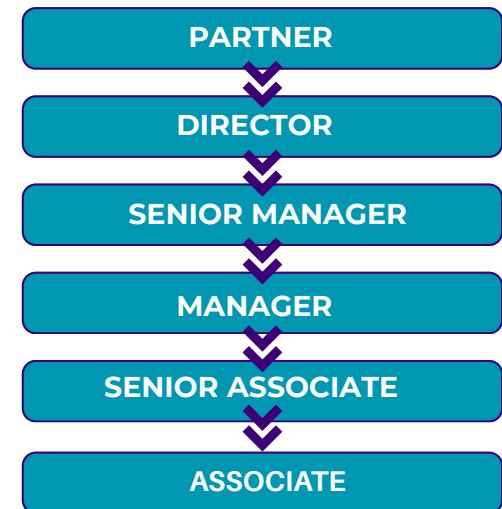 PARTNER
DIRECTOR
SENIOR MANAGER
MANAGER
SENIOR ASSOCIATE
ASSOCIATE